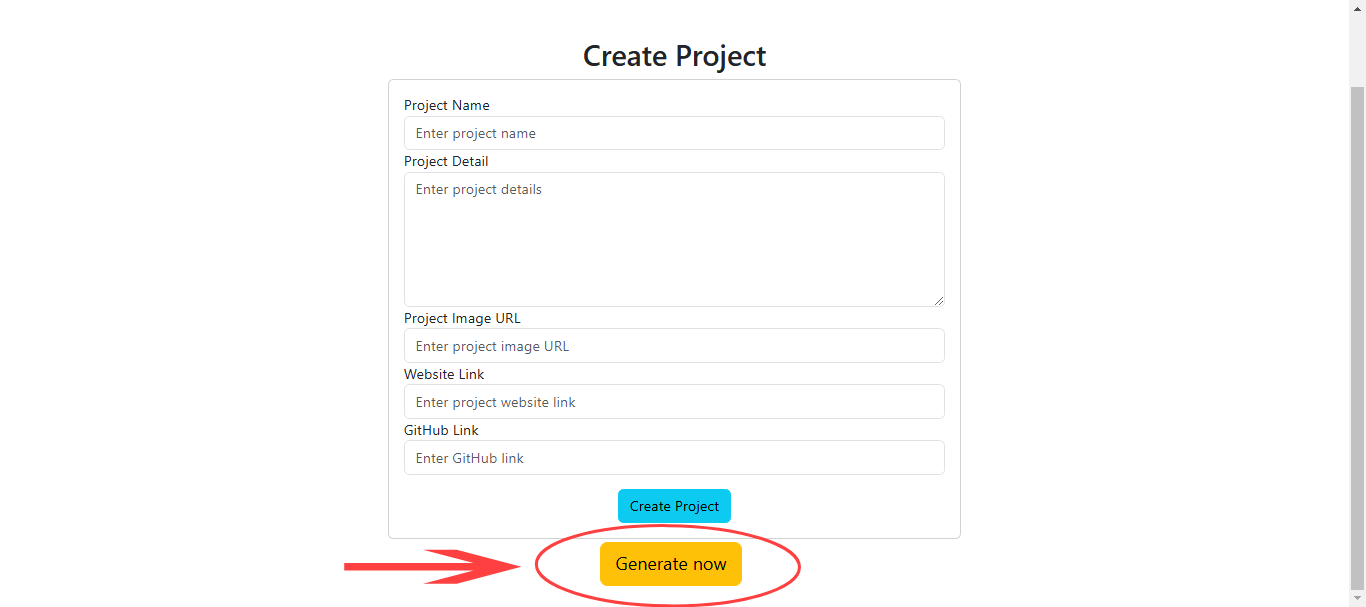 Create Project
Project Name
Enter project name
Project Detail
Enter project details
Project Image URL
Enter project image URL
Website Link
Enter project website link
GitHub Link
Enter GitHub link
Create Project
Generate now